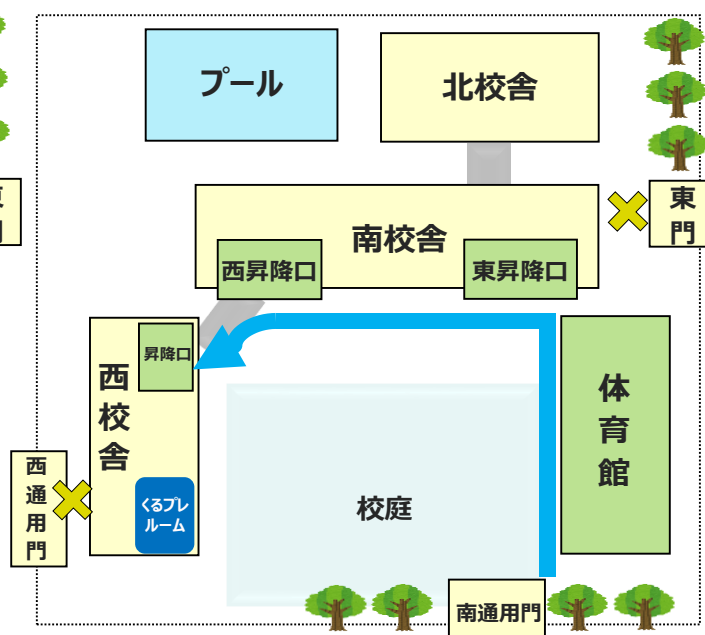 プール
北校舎
東
門
南校舎
西昇降口
東昇降口
昇降口
西
校
舎
体
育
館
西
通
用
門
くるプレ
ルーム
校庭
南通用門